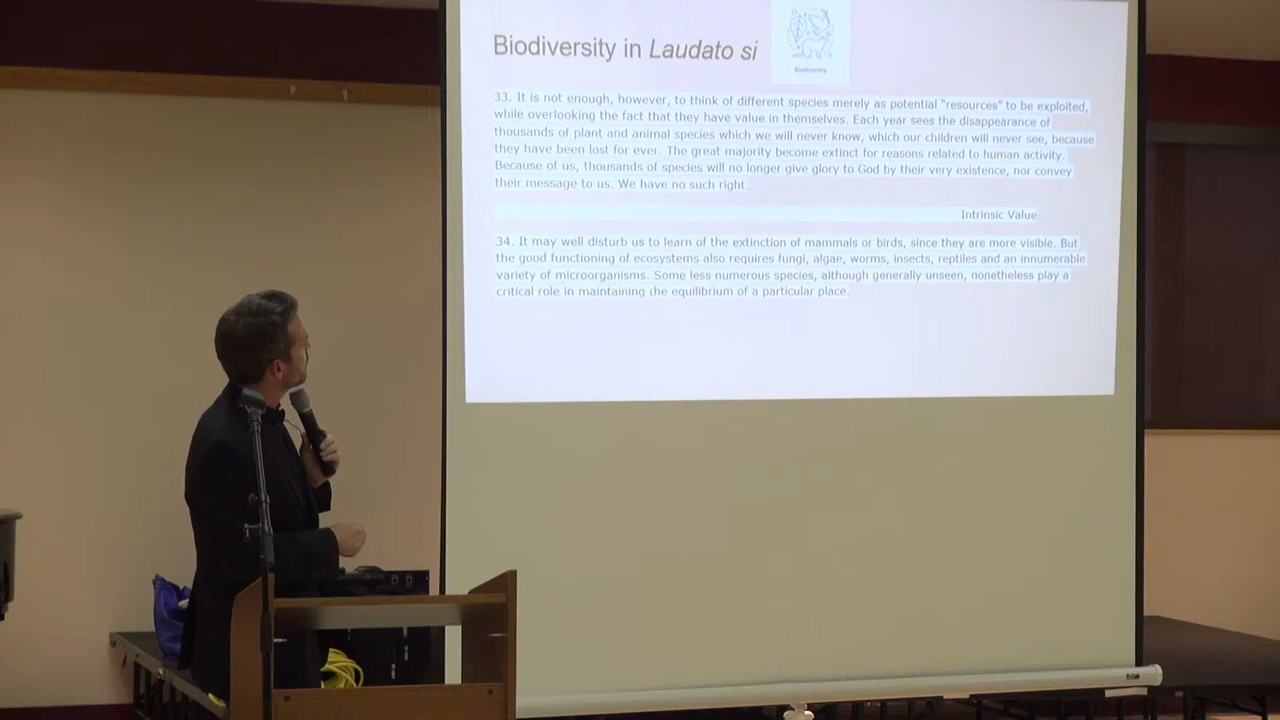 Biodiversity in Laudato si
Biodiversity
33. It is not enough, however, to think of different species merely as potential "resources" to be exploited,
while overlooking the fact that they have value in themselves. Each year sees the disappearance of
thousands of plant and animal species which we will never know, which our children will never see, because
they have been lost for ever. The great majority become extinct for reasons related to human activity.
Because of us, thousands of species will no longer give glory to God by their very existence, nor convey
their message to us. We have no such right.
Intrinsic Value
34. It may well disturb us to learn of the extinction of mammals or birds, since they are more visible. But
the good functioning of ecosystems also requires fungi, algae, worms, insects, reptiles and an innumerable
variety of microorganisms. Some less numerous species, although generally unseen, nonetheless play a
critical role in maintaining the equilibrium of a particular place.